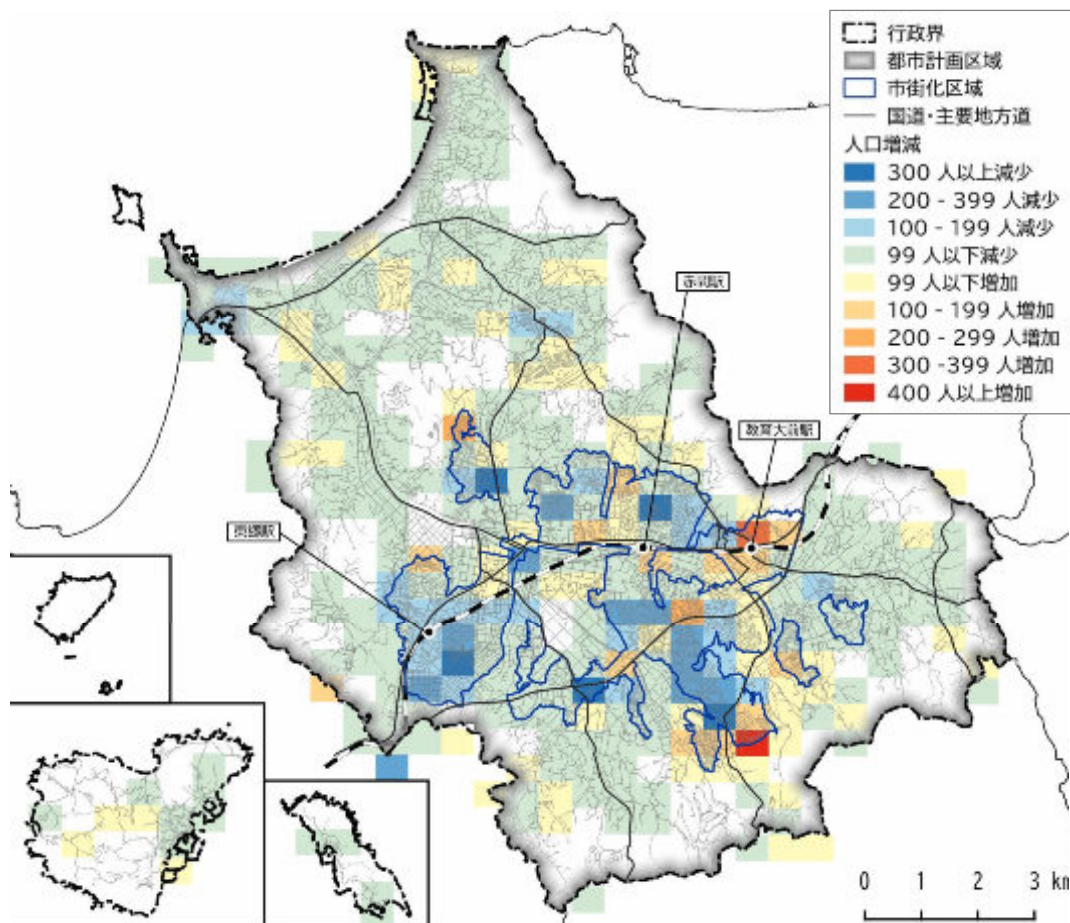 行政界
都市計画区域
市街化区域
国道・主要地方道
人口増減
300 人以上減少
200 - 399 人減少
100 - 199 人減少
99 人以下減少
99 人以下増加
100 - 199 人増加
200 - 299 人増加
300 -399 人増加
400 人以上増加
赤間駅
教育大前駅
東郷駅
0 1 2 3 km